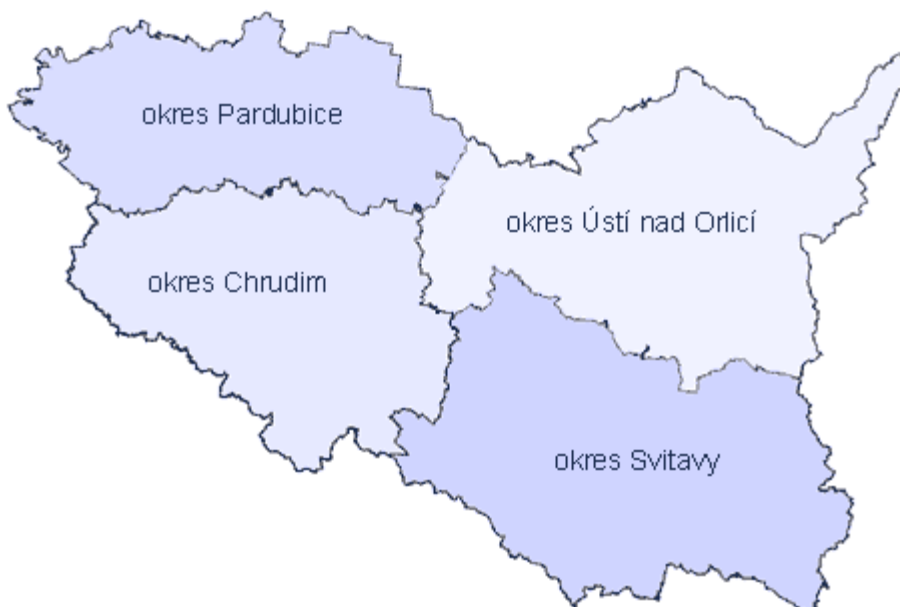 okres Pardubice
okres Ústí nad Orlicí
okres Chrudim
okres Svitavy